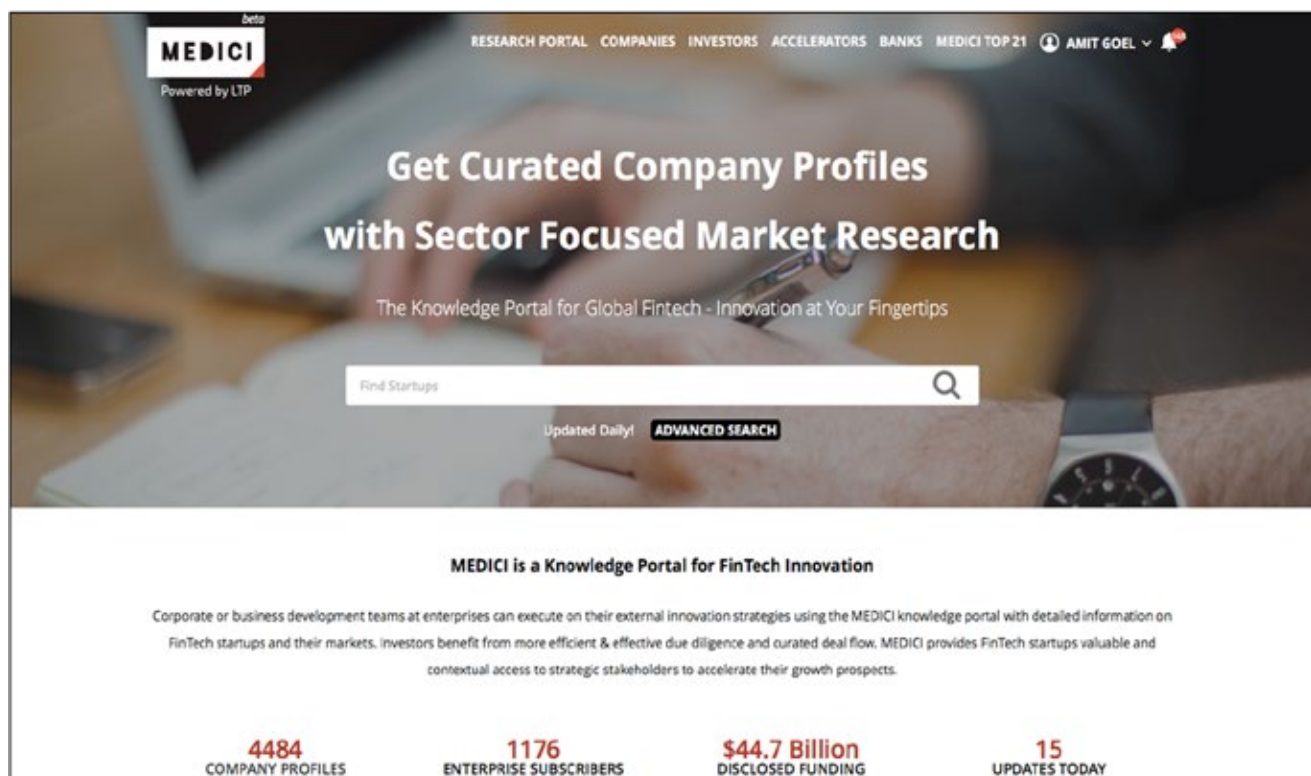 beta
MEDICI
Powered by LTP
RESEARCH PORTAL COMPANIES INVESTORS ACCELERATORS BANKS MEDICI TOP 21 AMIT GOEL
Get Curated Company Profiles
with Sector Focused Market Research
The Knowledge Portal for Global Fintech - Innovation at Your Fingertips
Find Startups
Updated Daily! ADVANCED SEARCH
MEDICI is a Knowledge Portal for FinTech Innovation
Corporate or business development teams at enterprises can execute on their external innovation strategies using the MEDICI knowledge portal with detailed information on
FinTech startups and their markets. Investors benefit from more efficient & effective due diligence and curated deal flow. MEDICI provides FinTech startups valuable and
contextual access to strategic stakeholders to accelerate their growth prospects.
4484 1176 $44.7 Billion 15
COMPANY PROFILES ENTERPRISE SUBSCRIBERS DISCLOSED FUNDING UPDATES TODAY